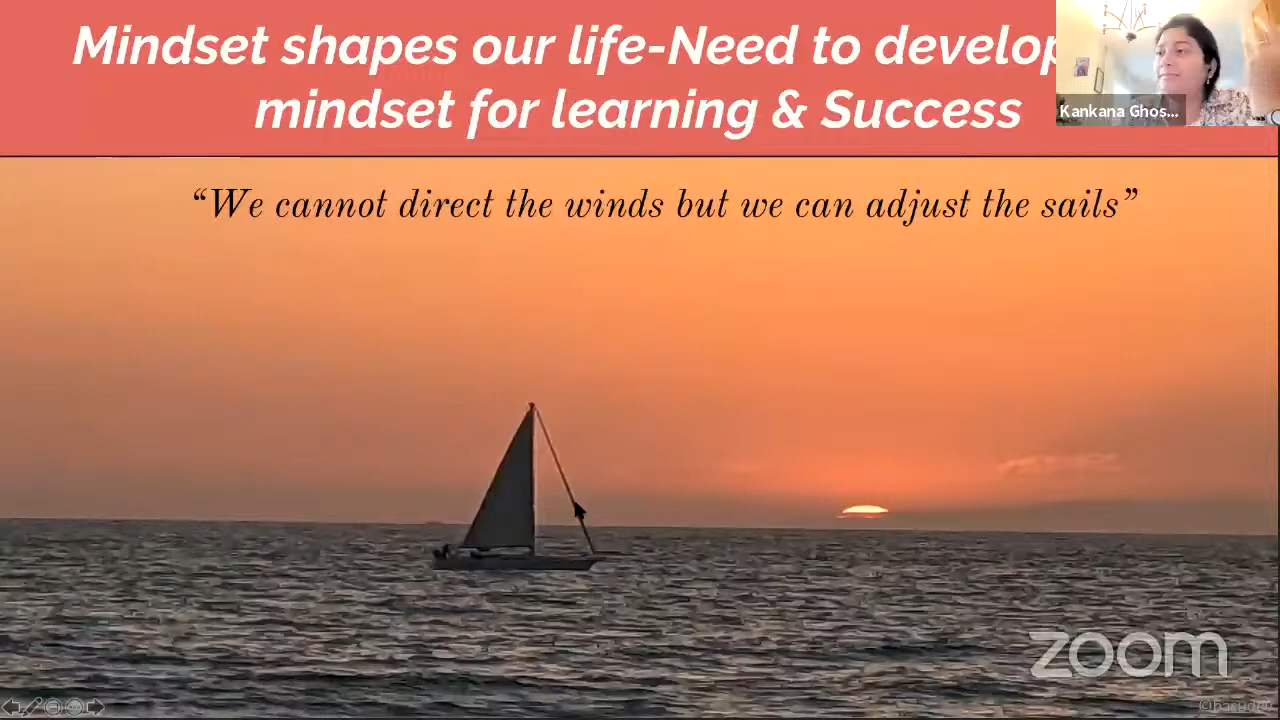 Mindset shapes our life-Need to develop
mindset for learning & Success
Kankana Ghos...
“We cannot direct the winds but we can adjust the sails”
zoom